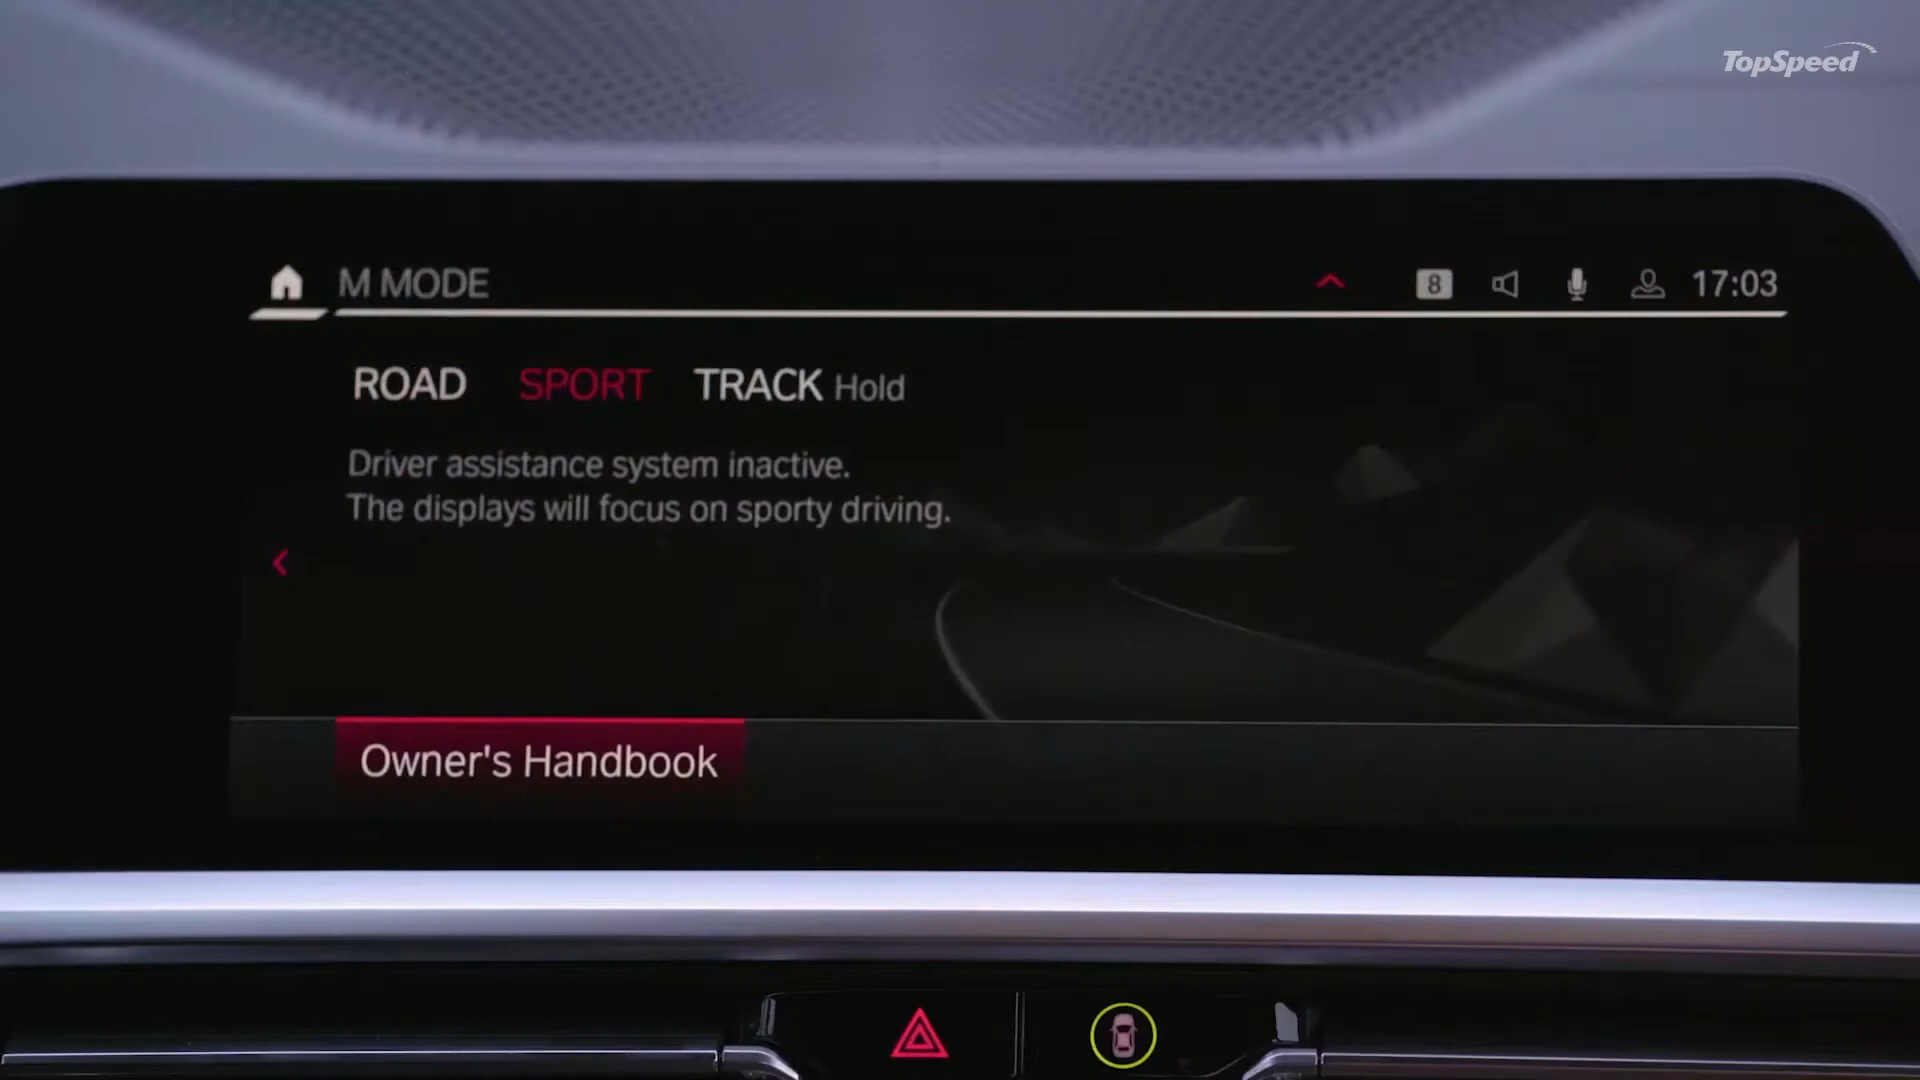 TopSpeed
M MODE
8
17:03
ROAD SPORT TRACK Hold
Driver assistance system inactive.
The displays will focus on sporty driving.
Owner's Handbook